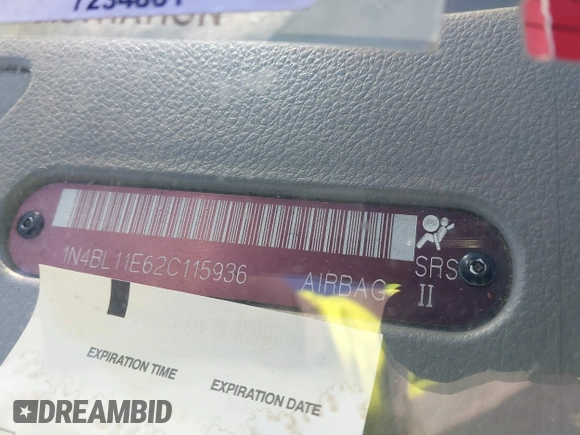 1N4BL11E62C115936
AIRBAG
SRS
II
EXPIRATION TIME
EXPIRATION DATE
DREAMBID